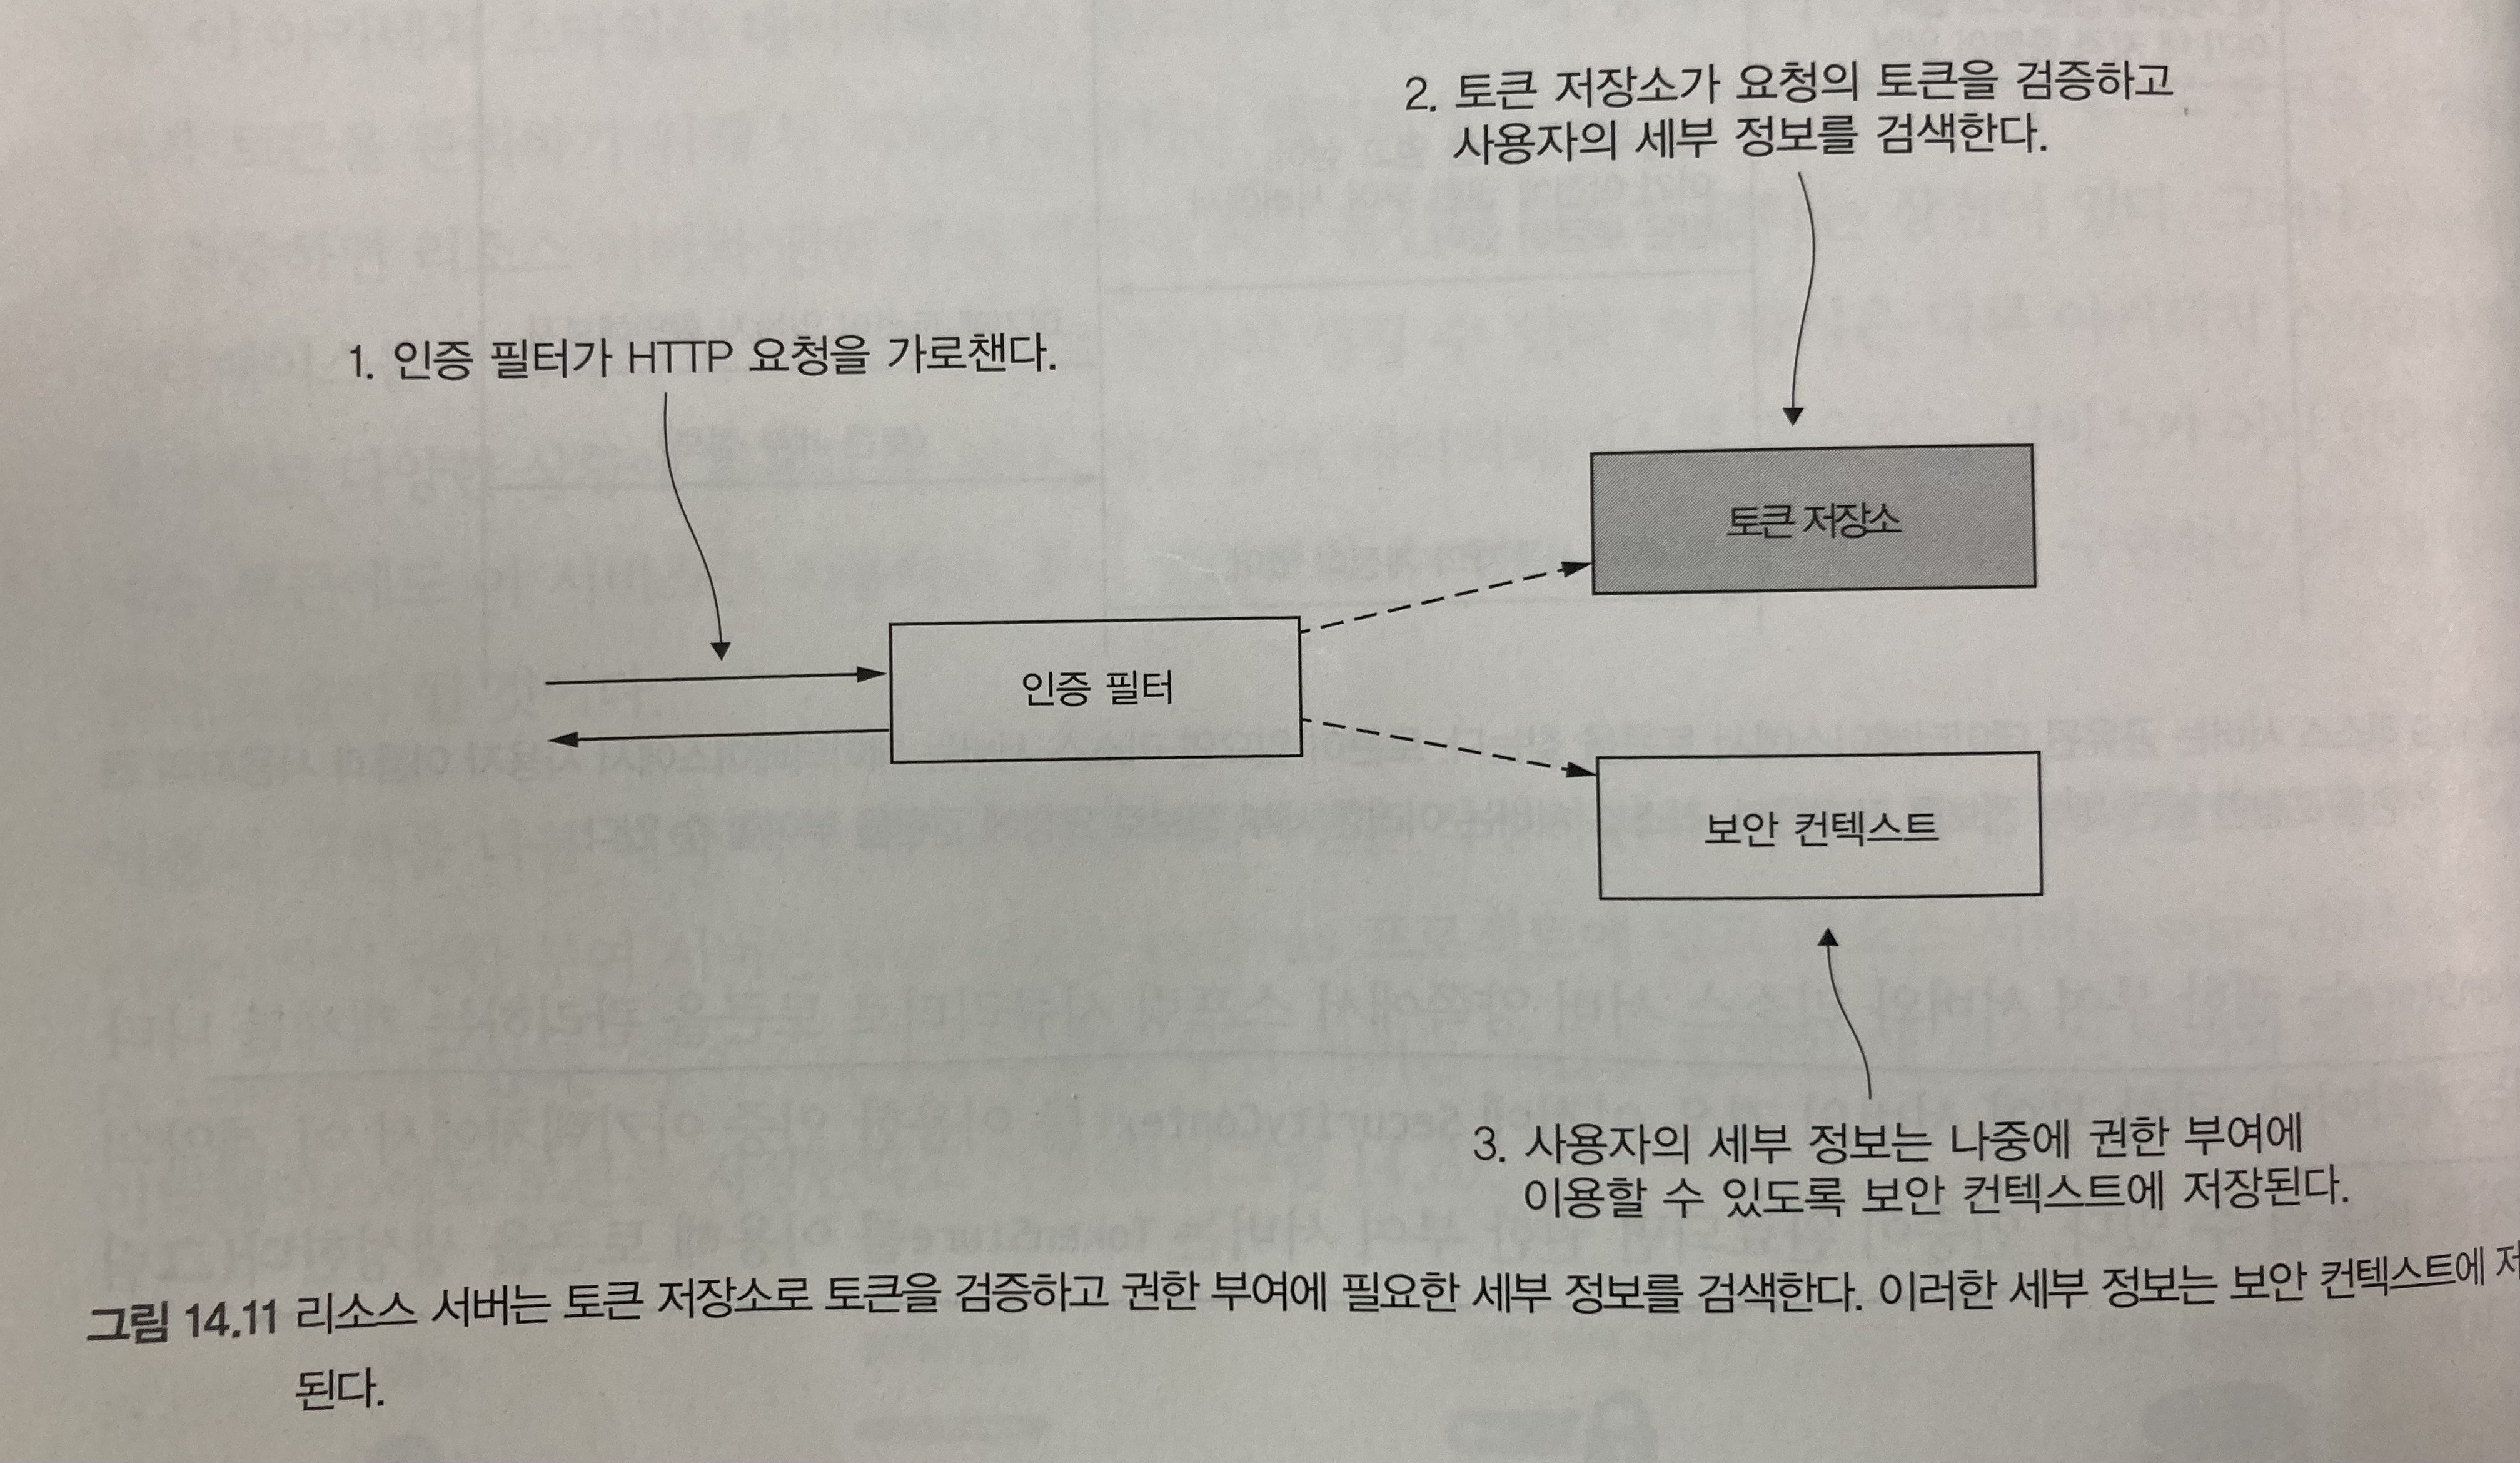 2. 토큰 저장소가 요청의 토큰을 검증하고
사용자의 세부 정보를 검색한다.
1. 인증 필터가 HTTP 요청을 가로챈다.
토큰 저장소
인증 필터
보안 컨텍스트
3. 사용자의 세부 정보는 나중에 권한 부여에
이용할 수 있도록 보안 컨텍스트에 저장된다.
그림 14.11 리소스 서버는 토큰 저장소로 토큰을 검증하고 권한 부여에 필요한 세부 정보를 검색한다. 이러한 세부 정보는 보안 컨텍스트에 저
된다.